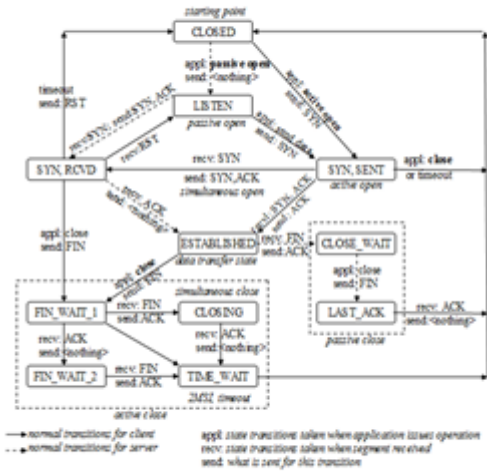 starting point
CLOSED
appl: passive open
send: <nothing>
timeout
send: RST
appl: active open
send: SYN
recv: SYN; send: SYN, ACK
LISTEN
passive open
recv: RST
appl: send data
send: SYN
SYN_RCVD
recv: SYN
send: SYN,ACK
simultaneous open
SYN_SENT
active open
appl: close
or timeout
recv: ACK
send: <nothing>
recv: SYN, ACK
send: ACK
appl: close
send: FIN
ESTABLISHED
data transfer state
recv: FIN
send: ACK
CLOSE_WAIT
appl: close
send: FIN
appl: close
send: FIN
LAST_ACK
recv: ACK
send: <nothing>
passive close
simultaneous close
FIN_WAIT_1
recv: FIN
send: ACK
CLOSING
recv: ACK
send: <nothing>
recv: ACK
send: <nothing>
FIN_WAIT_2
recv: FIN
send: ACK
TIME_WAIT
2MSL timeout
active close
normal transitions for client
normal transitions for server
appl: state transitions taken when application issues operation
recv: state transitions taken when segment received
send: what is sent for this transition